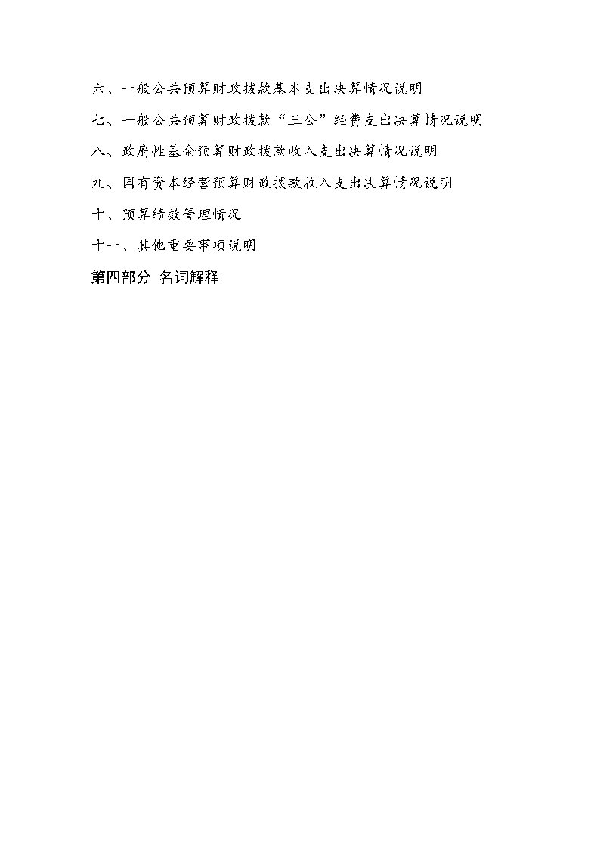 六、一般公共预算财政拨款基本支出决算情况说明
七、一般公共预算财政拨款“三公”经费支出决算情况说明
八、政府性基金预算财政拨款收入支出决算情况说明
九、国有资本经营预算财政拨款收入支出决算情况说明
十、预算绩效管理情况
十一、其他重要事项说明
第四部分 名词解释